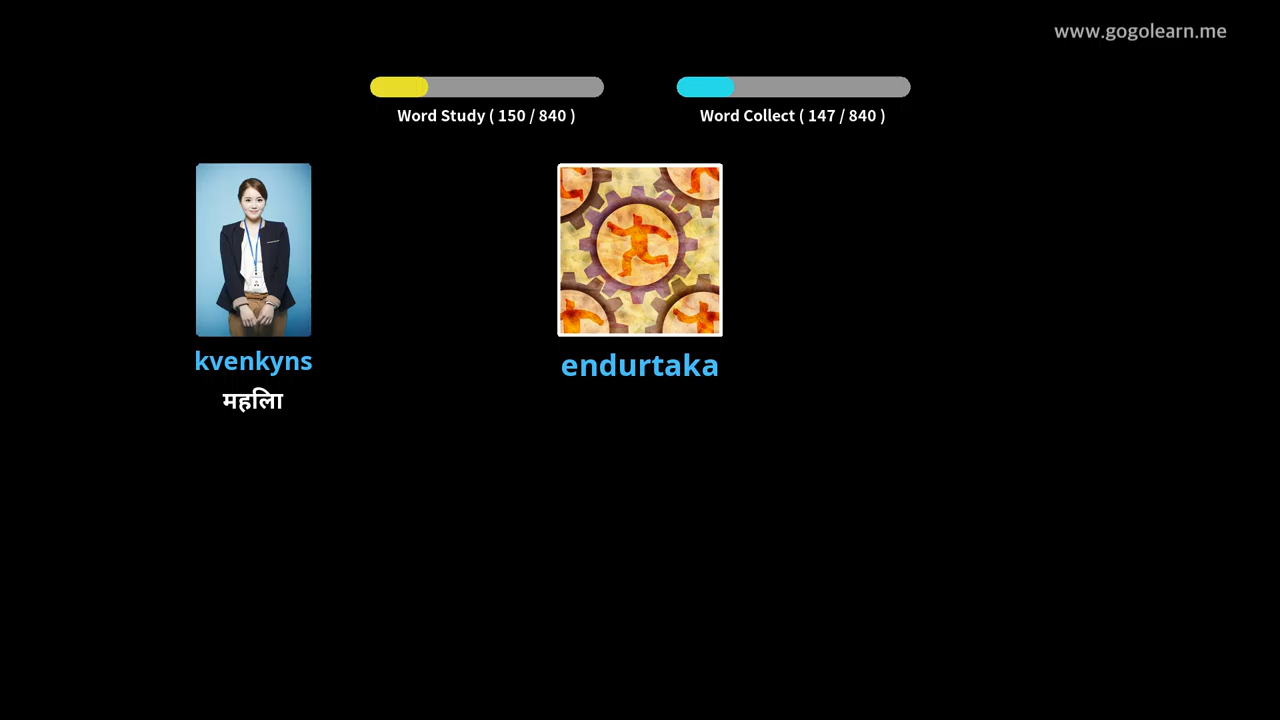 www.gogolearn.me
Word Study ( 150 / 840 )
Word Collect ( 147 / 840 )
kvenkyns
महिला
endurtaka